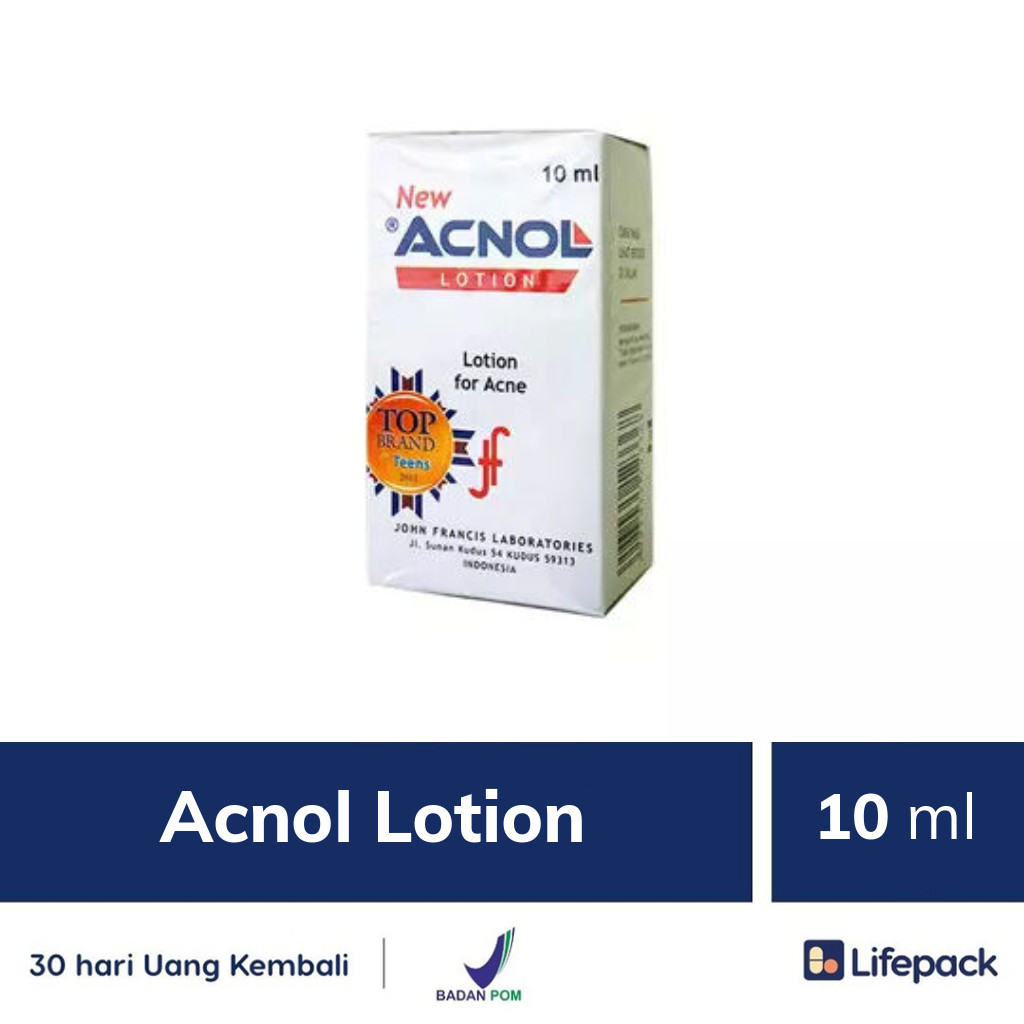 10 ml
New
® ACNOL
LOTION
Lotion
for Acne
TOP
BRAND
Teens
JOHN FRANCIS LABORATORIES
Jl. Sunan Kudus 54 KUDUS 59313
INDONESIA
Acnol Lotion
10 ml
30 hari Uang Kembali
BADAN POM
Lifepack